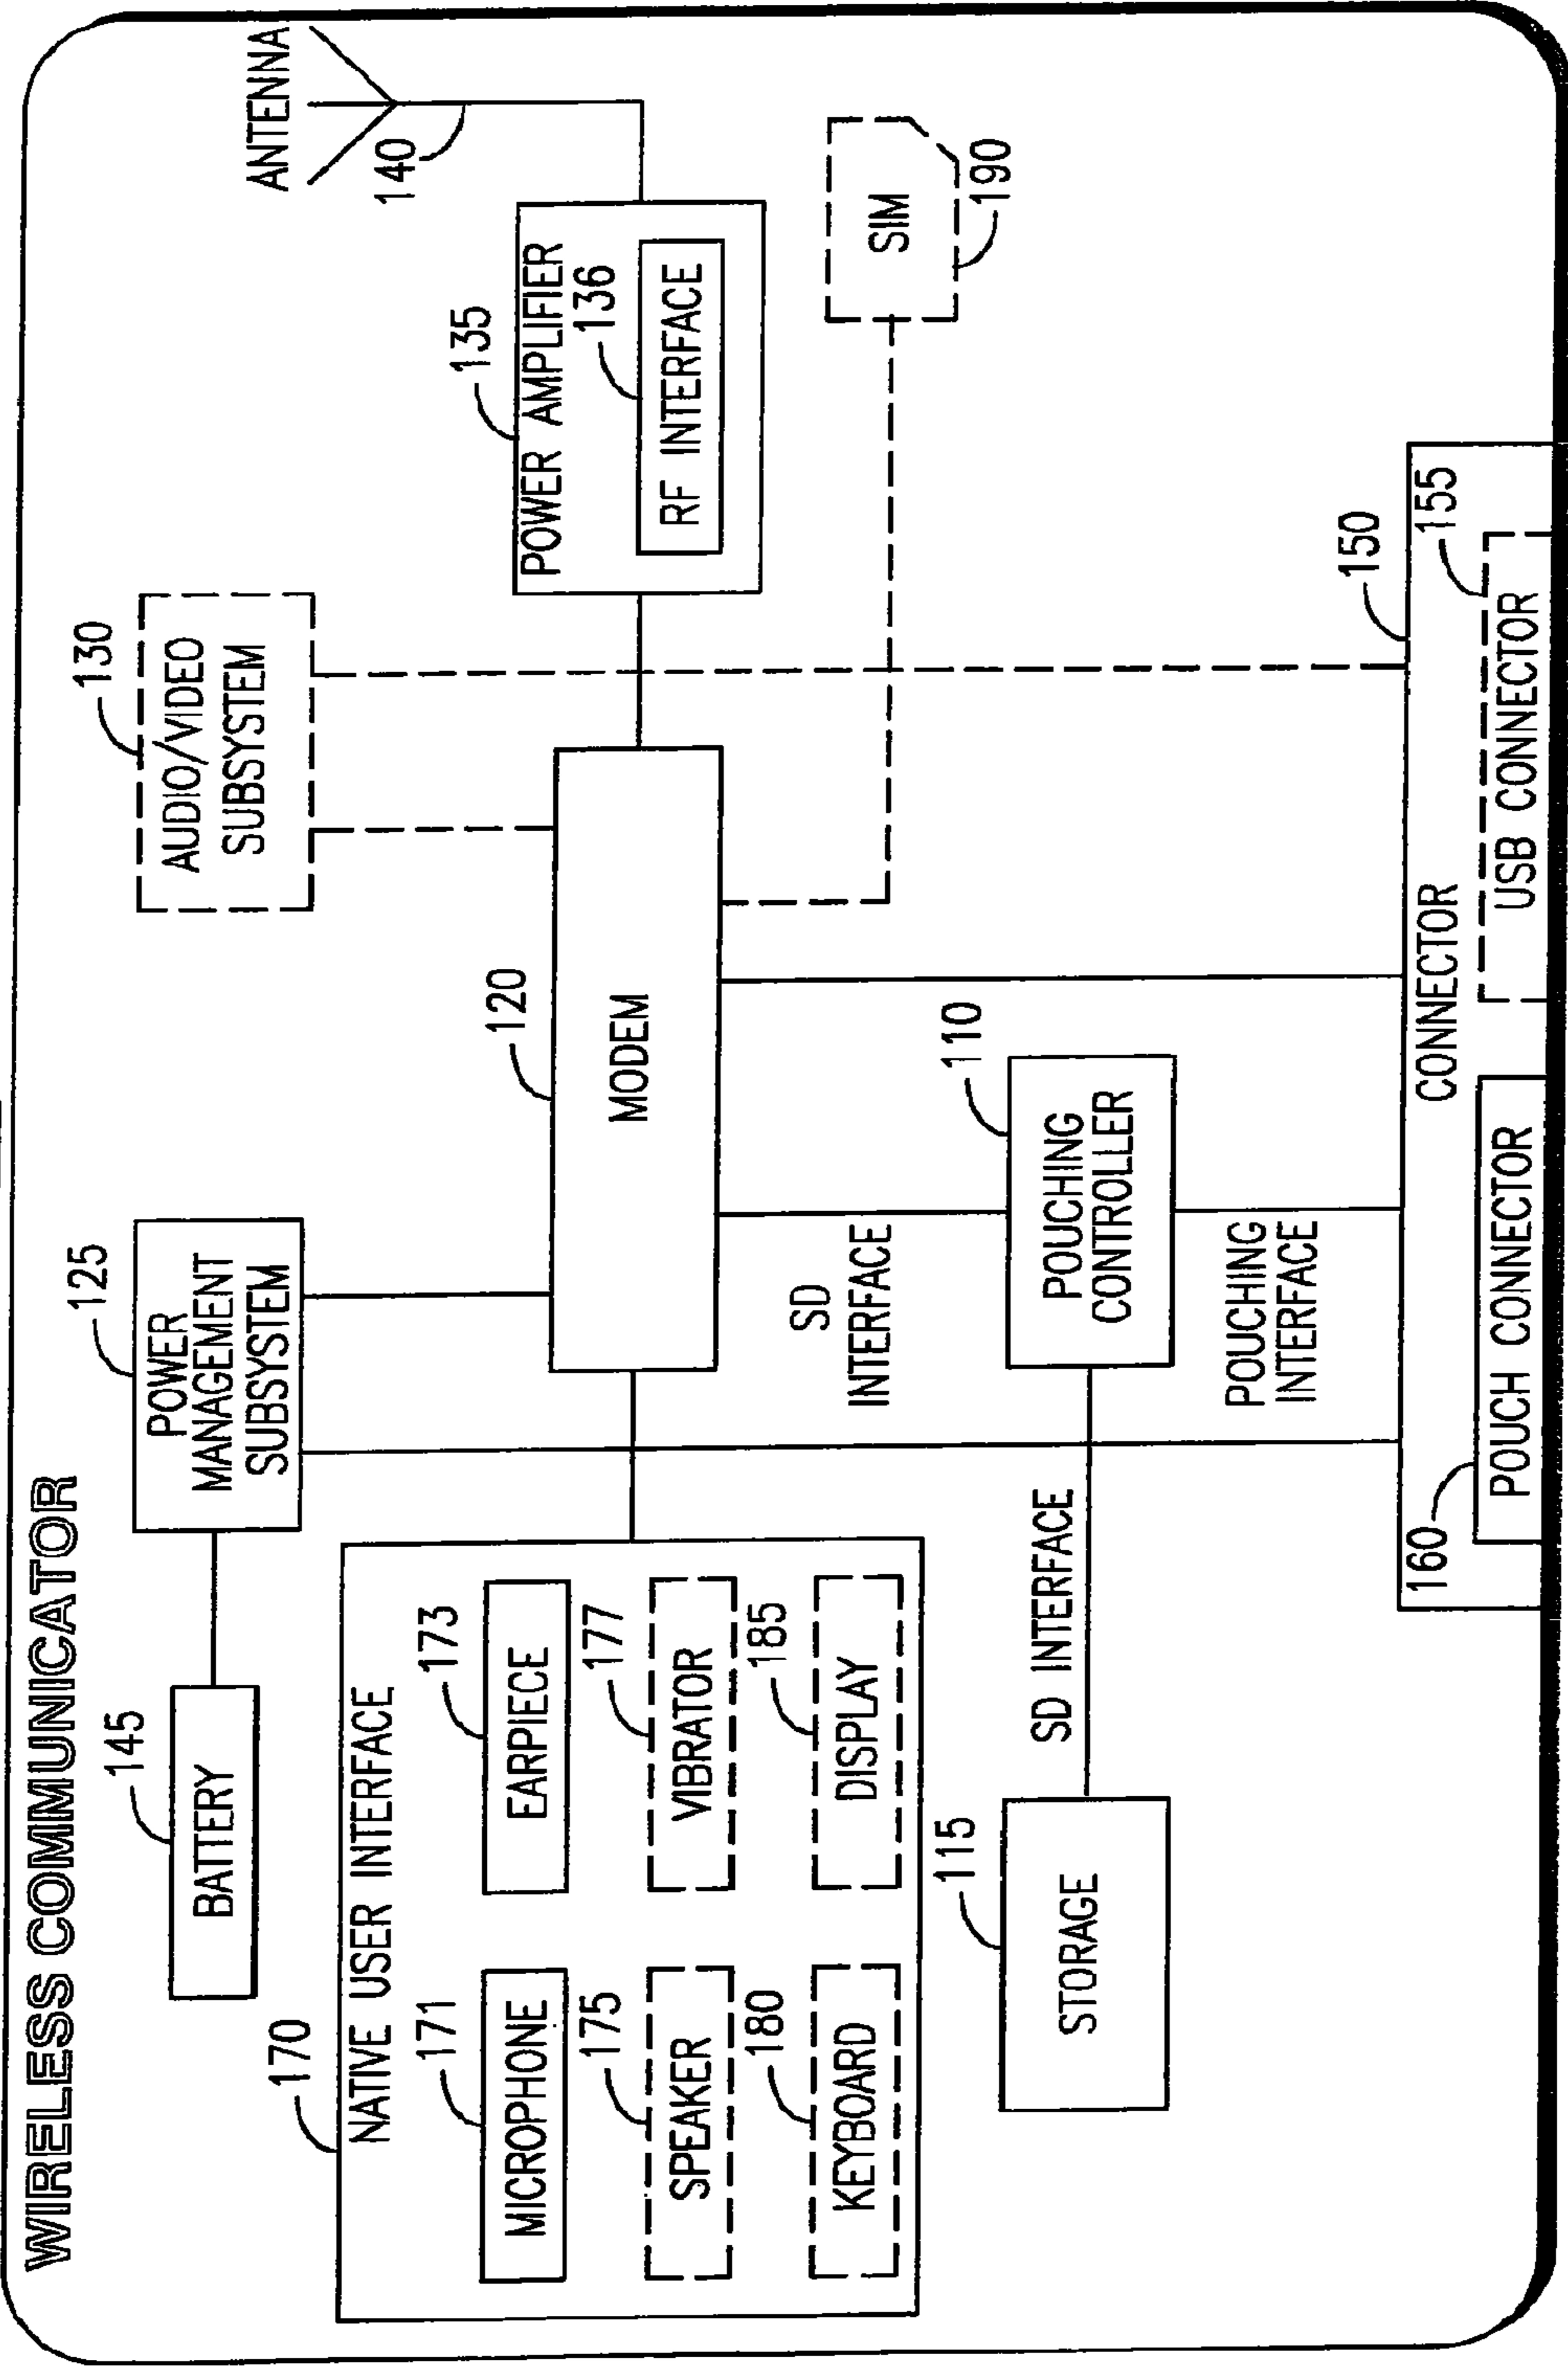 WIRELESS COMMUNICATOR
145
BATTERY
125
POWER
MANAGEMENT
SUBSYSTEM
130
AUDIO/VIDEO
SUBSYSTEM
ANTENNA
140
170
NATIVE USER INTERFACE
171
MICROPHONE
173
EARPIECE
175
SPEAKER
177
VIBRATOR
180
KEYBOARD
185
DISPLAY
120
MODEM
135
POWER AMPLIFIER
136
RF INTERFACE
SIM
190
SD
INTERFACE
110
POUCHING
CONTROLLER
115
STORAGE
SD INTERFACE
POUCHING
INTERFACE
150
CONNECTOR
160
POUCH CONNECTOR
155
USB CONNECTOR